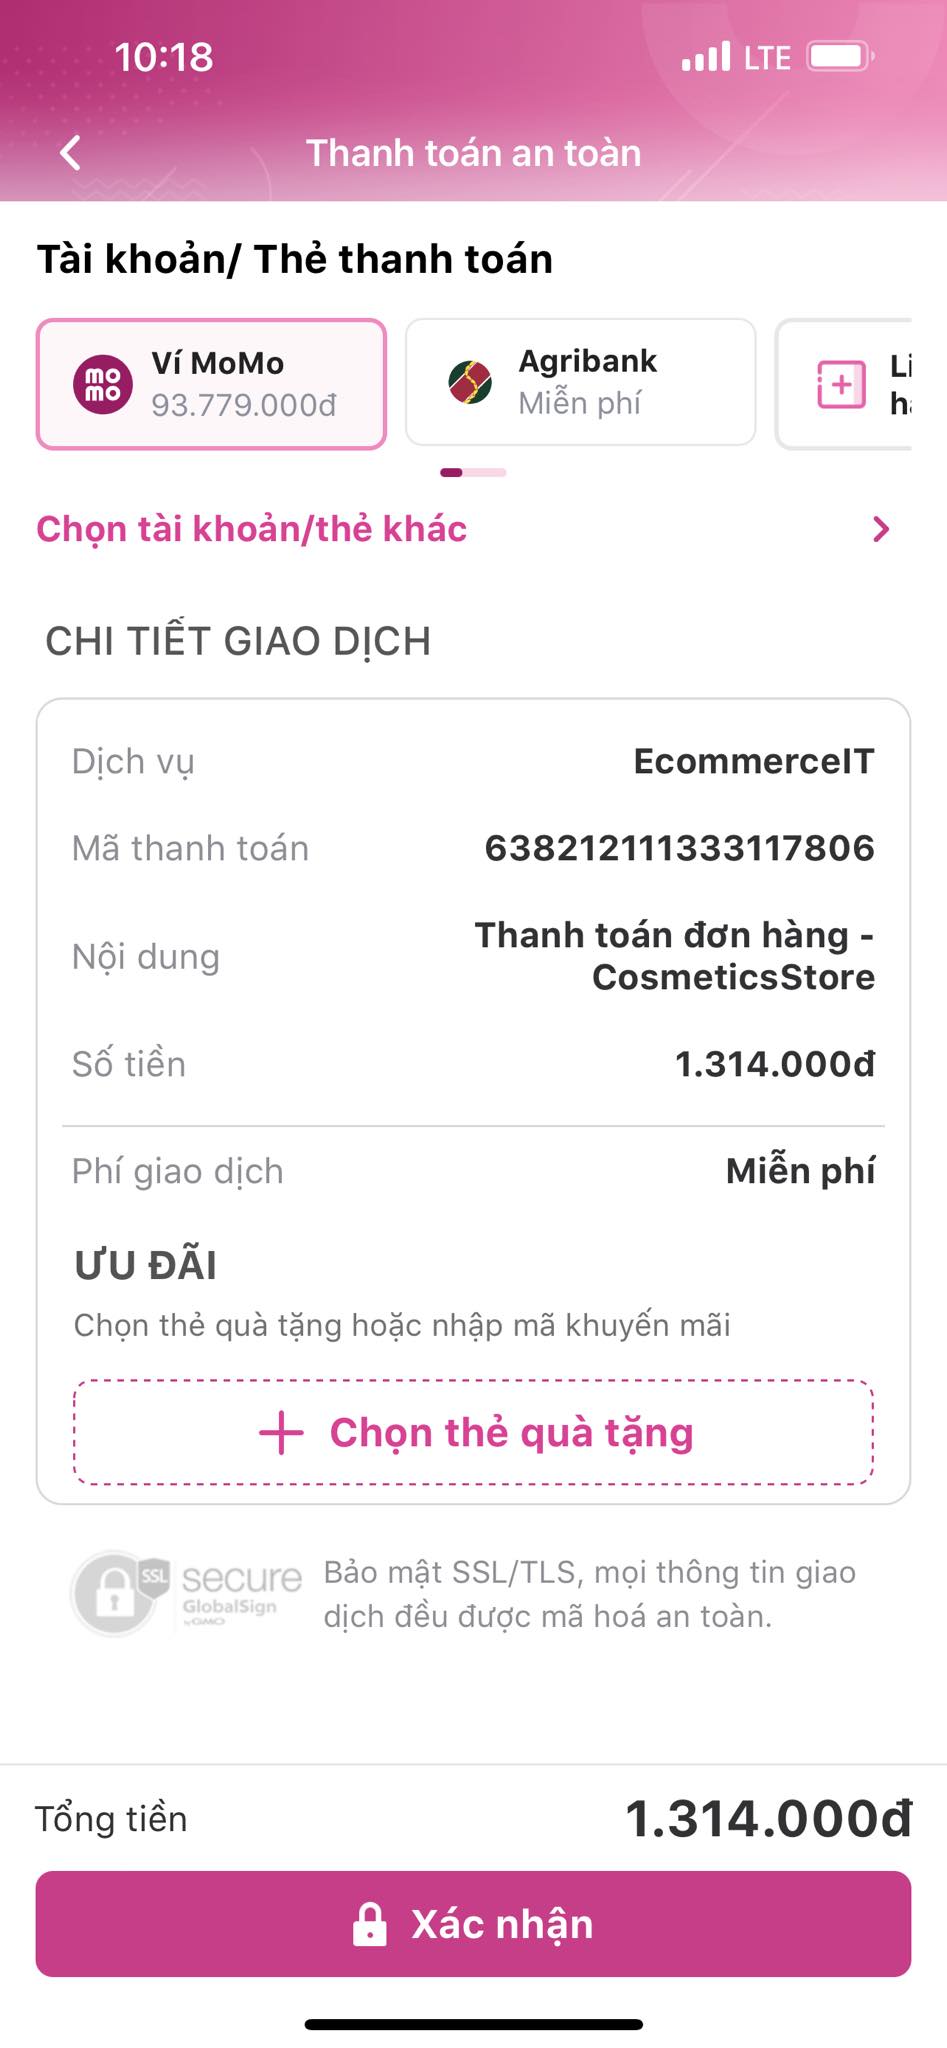 10:18
LTE
Thanh toán an toàn
Tài khoản/ Thẻ thanh toán
mo
mo
Ví MoMo
93.779.000đ
Agribank
Miễn phí
Chọn tài khoản/thẻ khác
CHI TIẾT GIAO DỊCH
Dịch vụ
EcommerceIT
Mã thanh toán
638212111333117806
Nội dung
Thanh toán đơn hàng -
CosmeticsStore
Số tiền
1.314.000đ
Phí giao dịch
Miễn phí
ƯU ĐÃI
Chọn thẻ quà tặng hoặc nhập mã khuyến mãi
+ Chọn thẻ quà tặng
SSL
secure
GlobalSign
by GMO
Bảo mật SSL/TLS, mọi thông tin giao
dịch đều được mã hoá an toàn.
Tổng tiền
1.314.000đ
Xác nhận